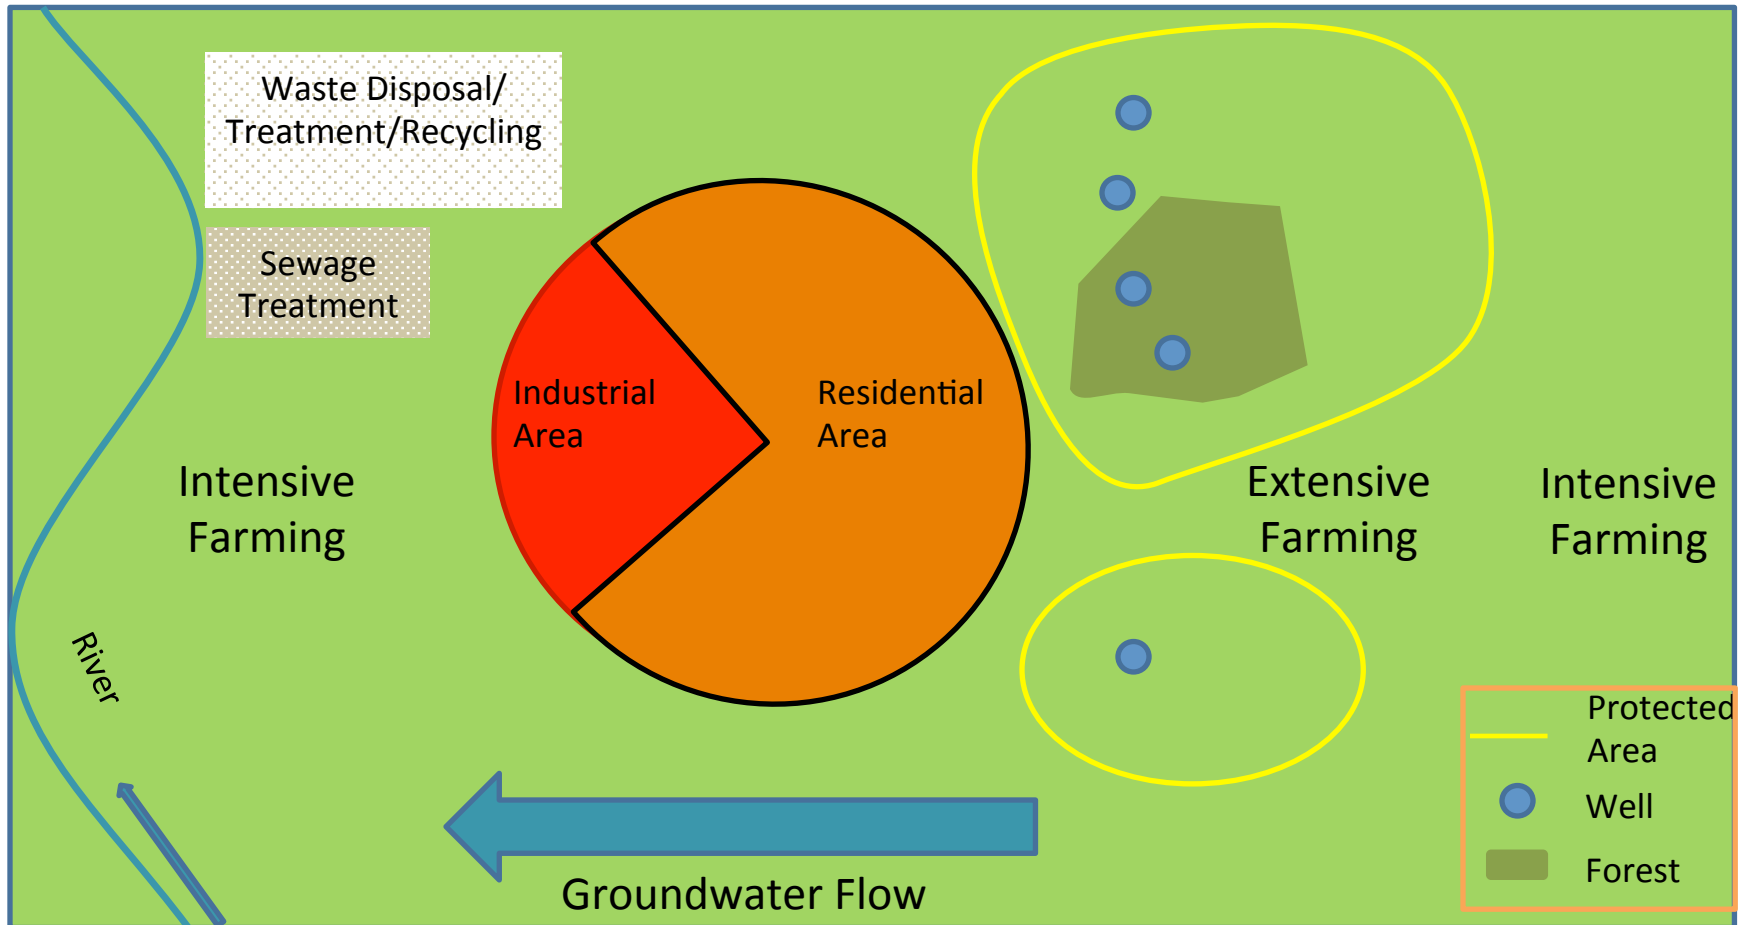 Waste Disposal/
Treatment/Recycling
Sewage
Treatment
Industrial
Area
Residential
Area
Intensive
Farming
Extensive
Farming
Intensive
Farming
River
Groundwater Flow
Protected
Area
Well
Forest